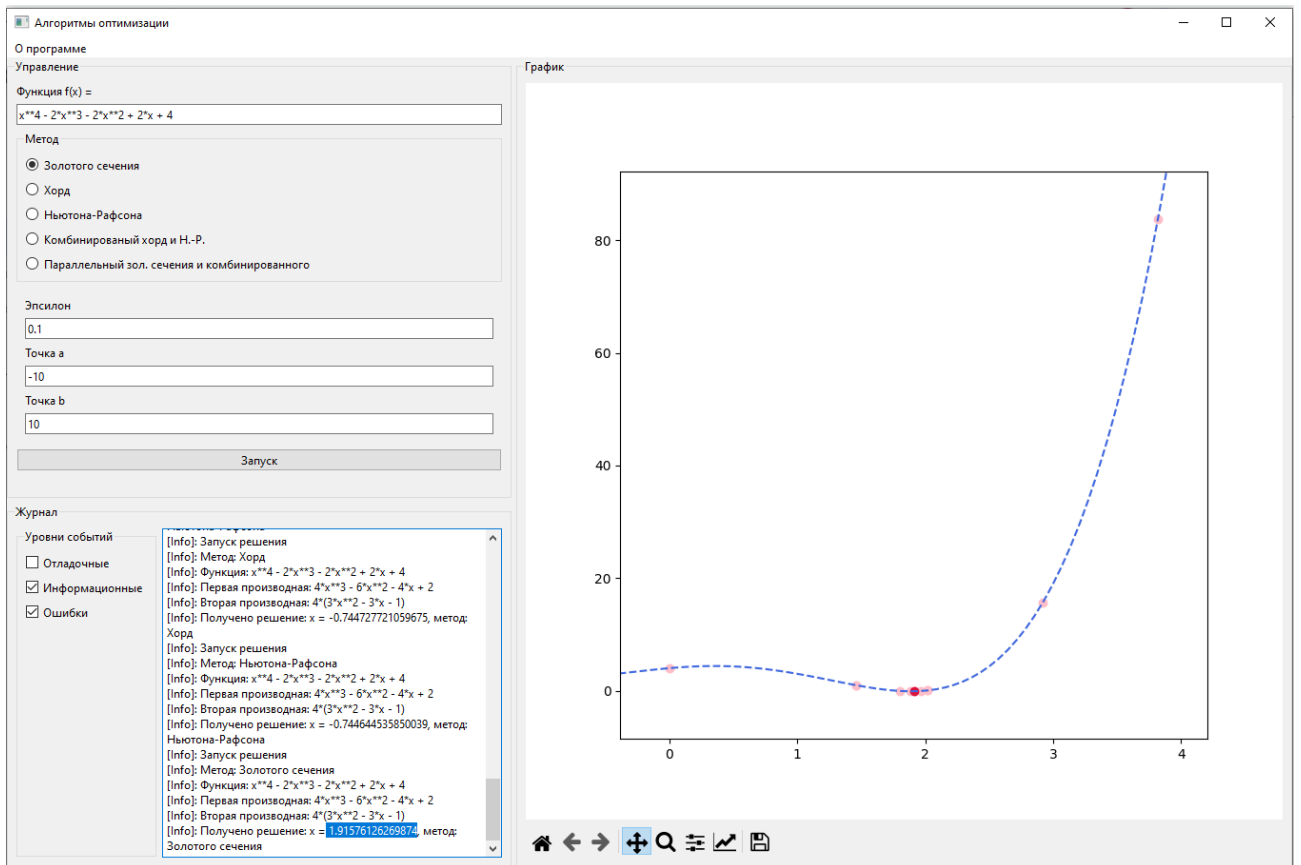 Алгоритмы оптимизации
О программе
Управление
Функция f(x) =
x**4 - 2*x**3 - 2*x**2 + 2*x + 4
Метод
Золотого сечения
Хорд
Ньютона-Рафсона
Комбинированый хорд и Н.-Р.
Параллельный зол. сечения и комбинированного
Эпсилон
0.1
Точка a
-10
Точка b
10
Запуск
Журнал
Уровни событий
Отладочные
Информационные
Ошибки
[Info]: Запуск решения
[Info]: Метод: Хорд
[Info]: Функция: x**4 - 2*x**3 - 2*x**2 + 2*x + 4
[Info]: Первая производная: 4*x**3 - 6*x**2 - 4*x + 2
[Info]: Вторая производная: 4*(3*x**2 - 3*x - 1)
[Info]: Получено решение: x = -0.744727721059675, метод:
Хорд
[Info]: Запуск решения
[Info]: Метод: Ньютона-Рафсона
[Info]: Функция: x**4 - 2*x**3 - 2*x**2 + 2*x + 4
[Info]: Первая производная: 4*x**3 - 6*x**2 - 4*x + 2
[Info]: Вторая производная: 4*(3*x**2 - 3*x - 1)
[Info]: Получено решение: x = -0.744644535850039, метод:
Ньютона-Рафсона
[Info]: Запуск решения
[Info]: Метод: Золотого сечения
[Info]: Функция: x**4 - 2*x**3 - 2*x**2 + 2*x + 4
[Info]: Первая производная: 4*x**3 - 6*x**2 - 4*x + 2
[Info]: Вторая производная: 4*(3*x**2 - 3*x - 1)
[Info]: Получено решение: x = 1.91576126269874, метод:
Золотого сечения
График
80
60
40
20
0
0 1 2 3 4